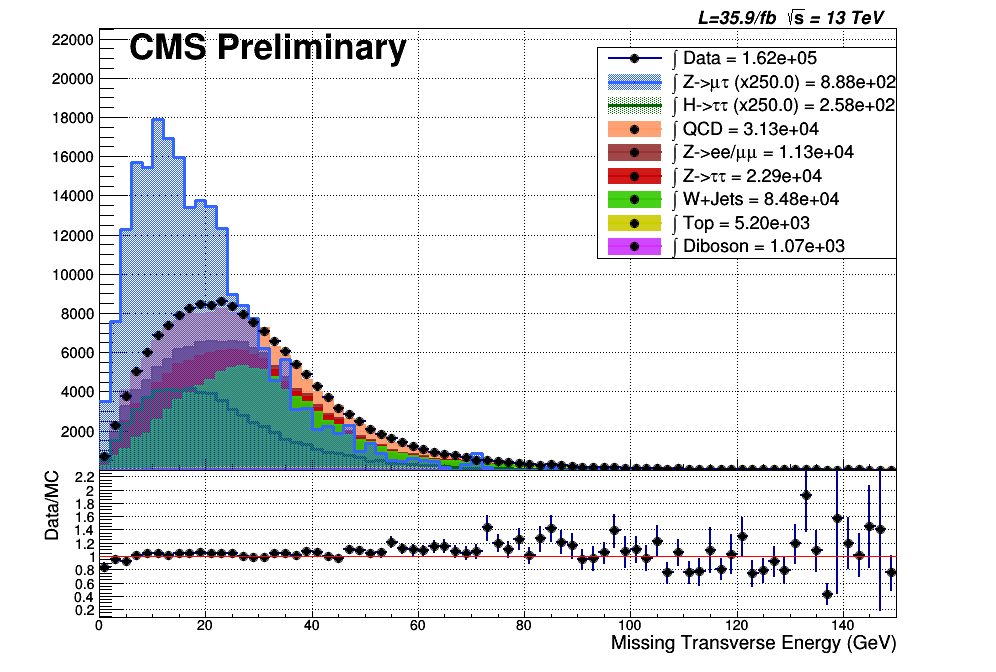 L=35.9/fb √s = 13 TeV
CMS Preliminary
∫ Data = 1.62e+05
∫ Z->μτ (x250.0) = 8.88e+02
∫ H->ττ (x250.0) = 2.58e+02
∫ QCD = 3.13e+04
∫ Z->ee/μμ = 1.13e+04
∫ Z->ττ = 2.29e+04
∫ W+Jets = 8.48e+04
∫ Top = 5.20e+03
∫ Diboson = 1.07e+03
22000
20000
18000
16000
14000
12000
10000
8000
6000
4000
2000
Data/MC
2.2
2
1.8
1.6
1.4
1.2
1
0.8
0.6
0.4
0.2
0 20 40 60 80 100 120 140
Missing Transverse Energy (GeV)